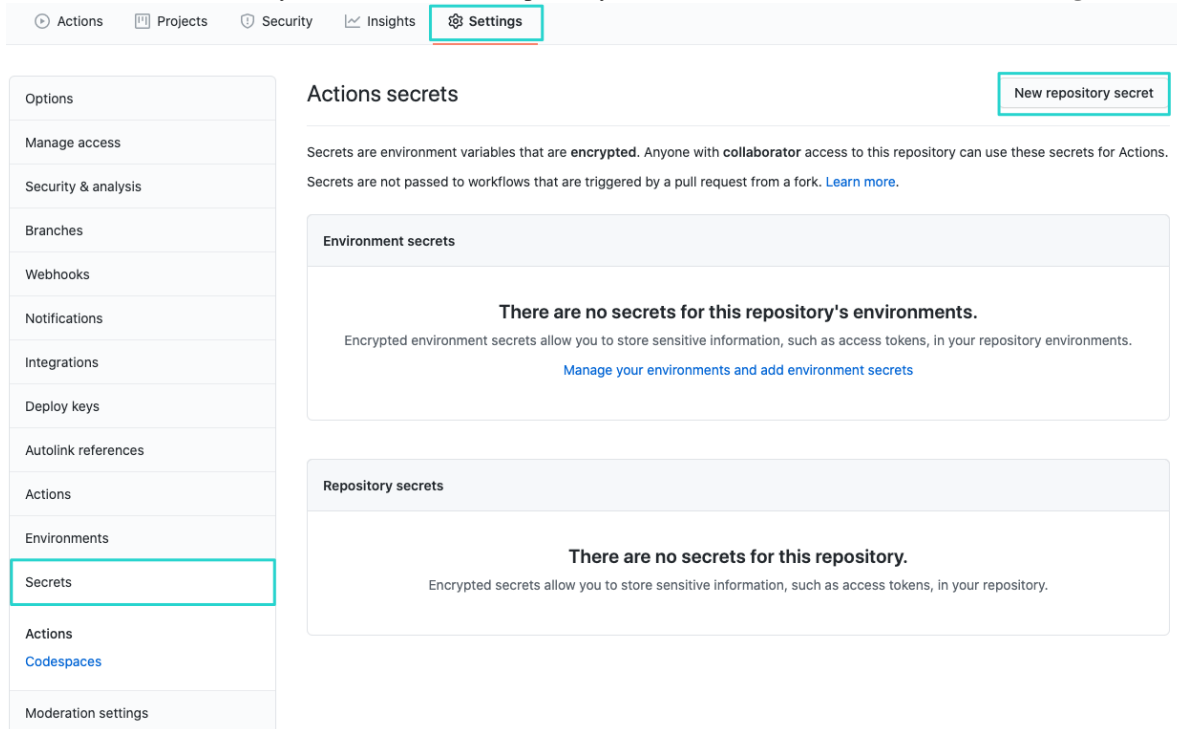 Actions Projects Security Insights Settings
Options
Manage access
Security & analysis
Branches
Webhooks
Notifications
Integrations
Deploy keys
Autolink references
Actions
Environments
Secrets
Actions
Codespaces
Moderation settings
Actions secrets
New repository secret
Secrets are environment variables that are encrypted. Anyone with collaborator access to this repository can use these secrets for Actions.
Secrets are not passed to workflows that are triggered by a pull request from a fork. Learn more.
Environment secrets
There are no secrets for this repository's environments.
Encrypted environment secrets allow you to store sensitive information, such as access tokens, in your repository environments.
Manage your environments and add environment secrets
Repository secrets
There are no secrets for this repository.
Encrypted secrets allow you to store sensitive information, such as access tokens, in your repository.